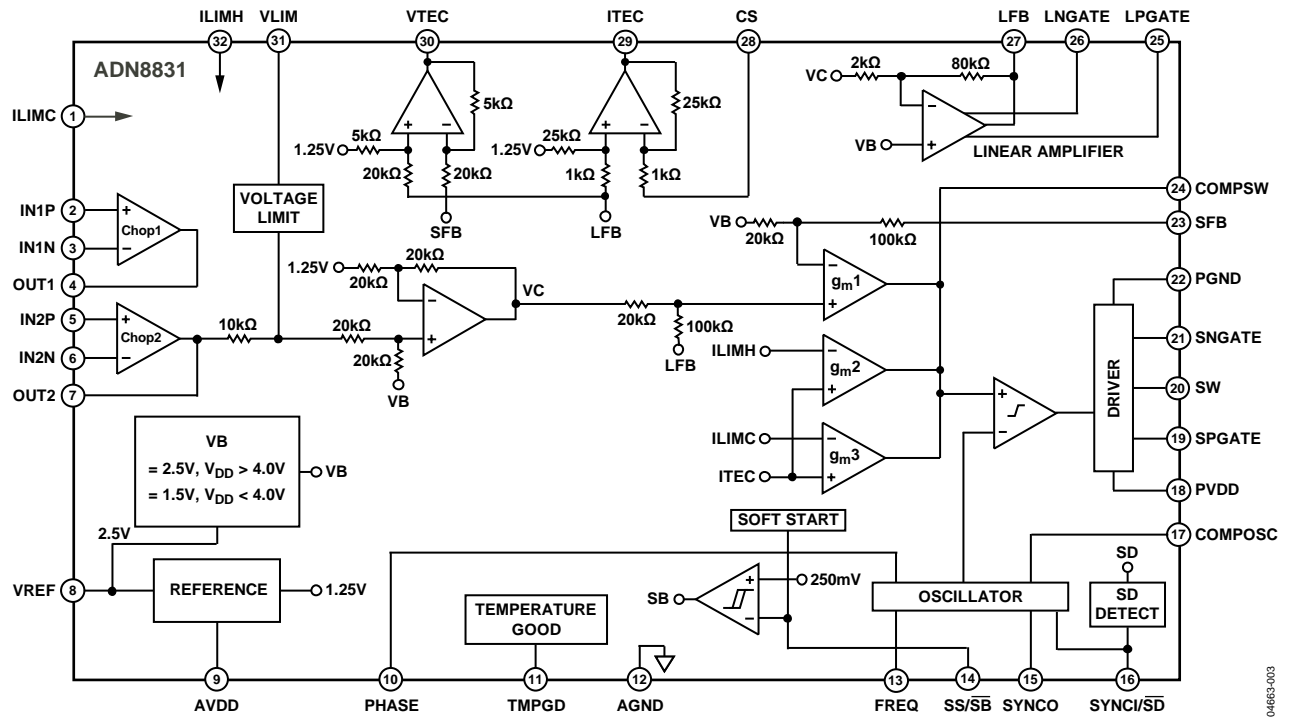 ILIMH VLIM VTEC ITEC CS LFB LNGATE LPGATE
32 31 30 29 28 27 26 25
ADN8831
2kΩ 80kΩ
VC
5kΩ
25kΩ
−
+
VB
LINEAR AMPLIFIER
ILIMC 1
+ −
+ −
5kΩ
1.25V
25kΩ
1.25V
20kΩ 20kΩ
1kΩ 1kΩ
24 COMPSW
VOLTAGE
LIMIT
IN1P 2
+
Chop1
−
IN1N 3
OUT1 4
SFB
LFB
VB
20kΩ
100kΩ
23 SFB
1.25V
20kΩ
20kΩ
VC
−
gm1
+
22 PGND
IN2P 5
+
Chop2
−
IN2N 6
OUT2 7
10kΩ
20kΩ
−
+
20kΩ
VB
20kΩ
100kΩ
LFB
ILIMH
−
gm2
+
21 SNGATE
DRIVER
20 SW
+
−
19 SPGATE
ILIMC
−
gm3
+
ITEC
18 PVDD
VB
= 2.5V, VDD > 4.0V
= 1.5V, VDD < 4.0V
VB
2.5V
SOFT START
17 COMPOSC
VREF 8
REFERENCE
1.25V
TEMPERATURE
GOOD
SB
+
−
250mV
OSCILLATOR
SD
SD
DETECT
9 10 11 12 13 14 15 16
AVDD PHASE TMPGD AGND FREQ SS/S̅B̅ SYNCO SYNCI/S̅D̅
04663-003